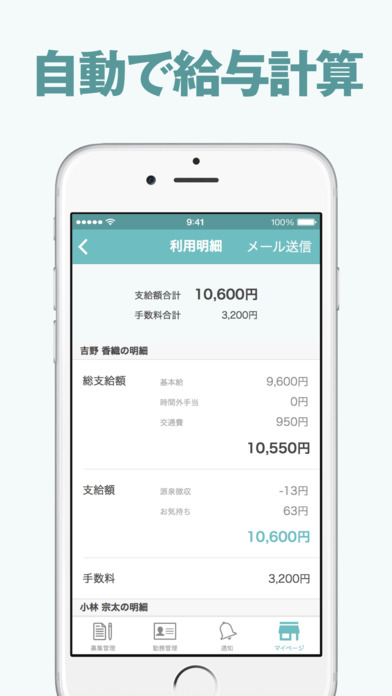 自動で給与計算
9:41
100%
利用明細
メール送信
支給額合計 10,600円
手数料合計 3,200円
吉野 香織の明細
総支給額 基本給 9,600円
時間外手当 0円
交通費 950円
10,550円
支給額 源泉徴収 -13円
お気持ち 63円
10,600円
手数料 3,200円
小林 宗太の明細
募集管理 勤務管理 通知 マイページ